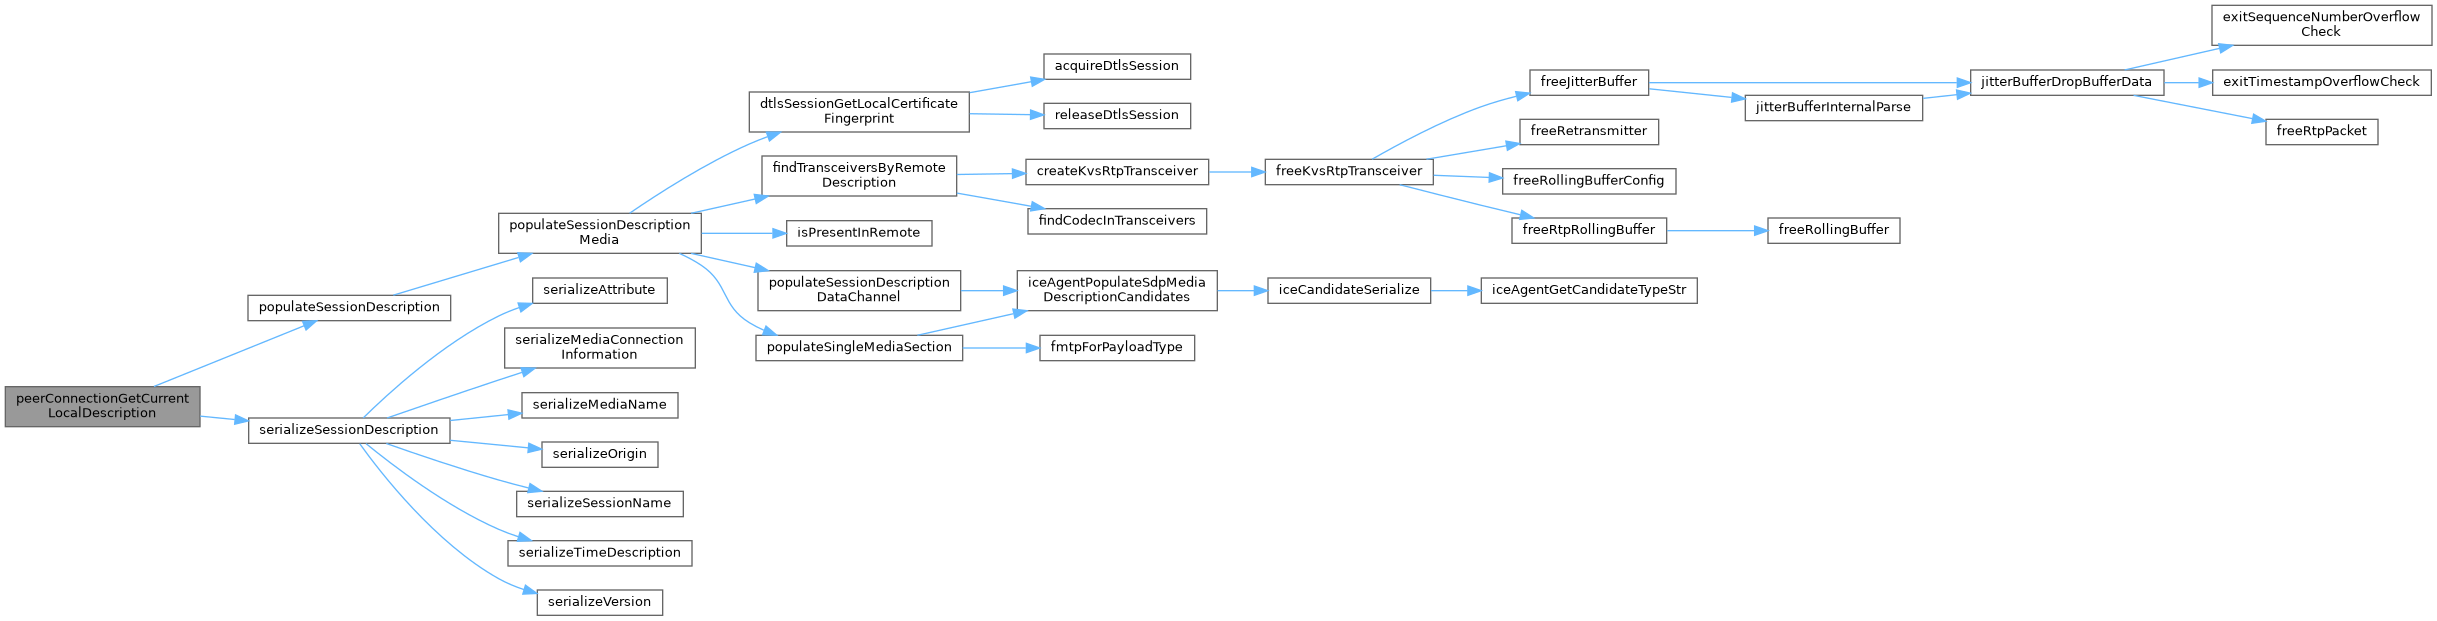 peerConnectionGetCurrent
LocalDescription
populateSessionDescription
serializeSessionDescription
populateSessionDescription
Media
serializeAttribute
serializeMediaConnection
Information
serializeMediaName
serializeOrigin
serializeSessionName
serializeTimeDescription
serializeVersion
dtlsSessionGetLocalCertificate
Fingerprint
findTransceiversByRemote
Description
isPresentInRemote
populateSessionDescription
DataChannel
populateSingleMediaSection
acquireDtlsSession
releaseDtlsSession
createKvsRtpTransceiver
findCodecInTransceivers
iceAgentPopulateSdpMedia
DescriptionCandidates
fmtpForPayloadType
freeKvsRtpTransceiver
iceCandidateSerialize
freeJitterBuffer
freeRetransmitter
freeRollingBufferConfig
freeRtpRollingBuffer
iceAgentGetCandidateTypeStr
jitterBufferInternalParse
freeRollingBuffer
jitterBufferDropBufferData
exitSequenceNumberOverflow
Check
exitTimestampOverflowCheck
freeRtpPacket